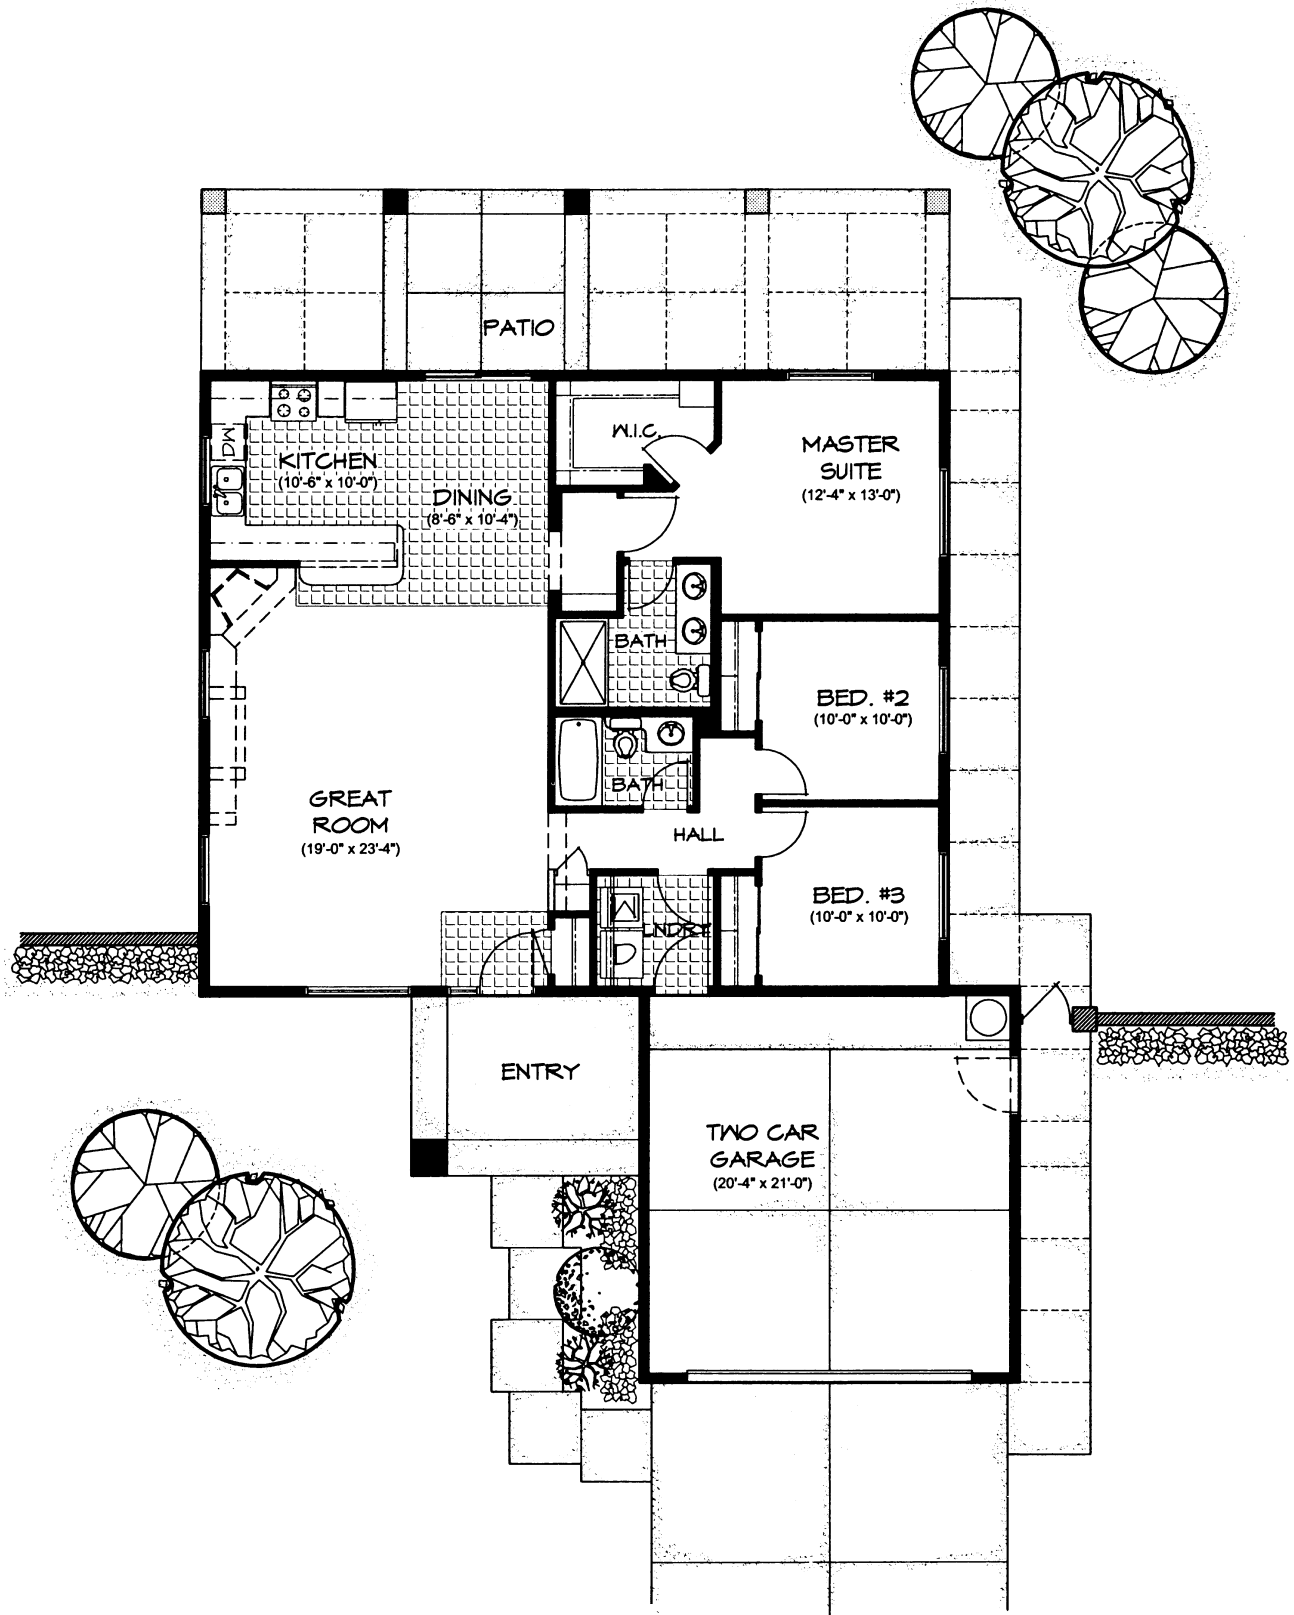 PATIO
KITCHEN
(10'-6" x 10'-0")
DINING
(8'-6" x 10'-4")
W.I.C.
MASTER
SUITE
(12'-4" x 13'-0")
DW
BATH
BED. #2
(10'-0" x 10'-0")
BATH
GREAT
ROOM
(19'-0" x 23'-4")
HALL
BED. #3
(10'-0" x 10'-0")
W
LNDRY
D
ENTRY
TWO CAR
GARAGE
(20'-4" x 21'-0")